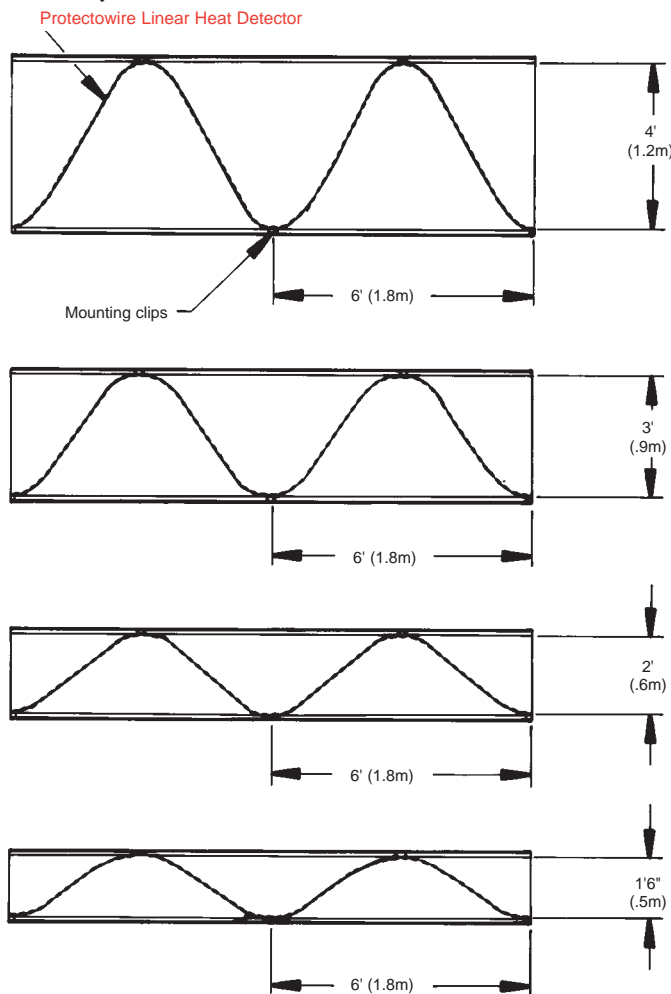 Protectowire Linear Heat Detector
4'
(1.2m)
6' (1.8m)
Mounting clips
3'
(.9m)
6' (1.8m)
2'
(.6m)
6' (1.8m)
1'6"
(.5m)
6' (1.8m)